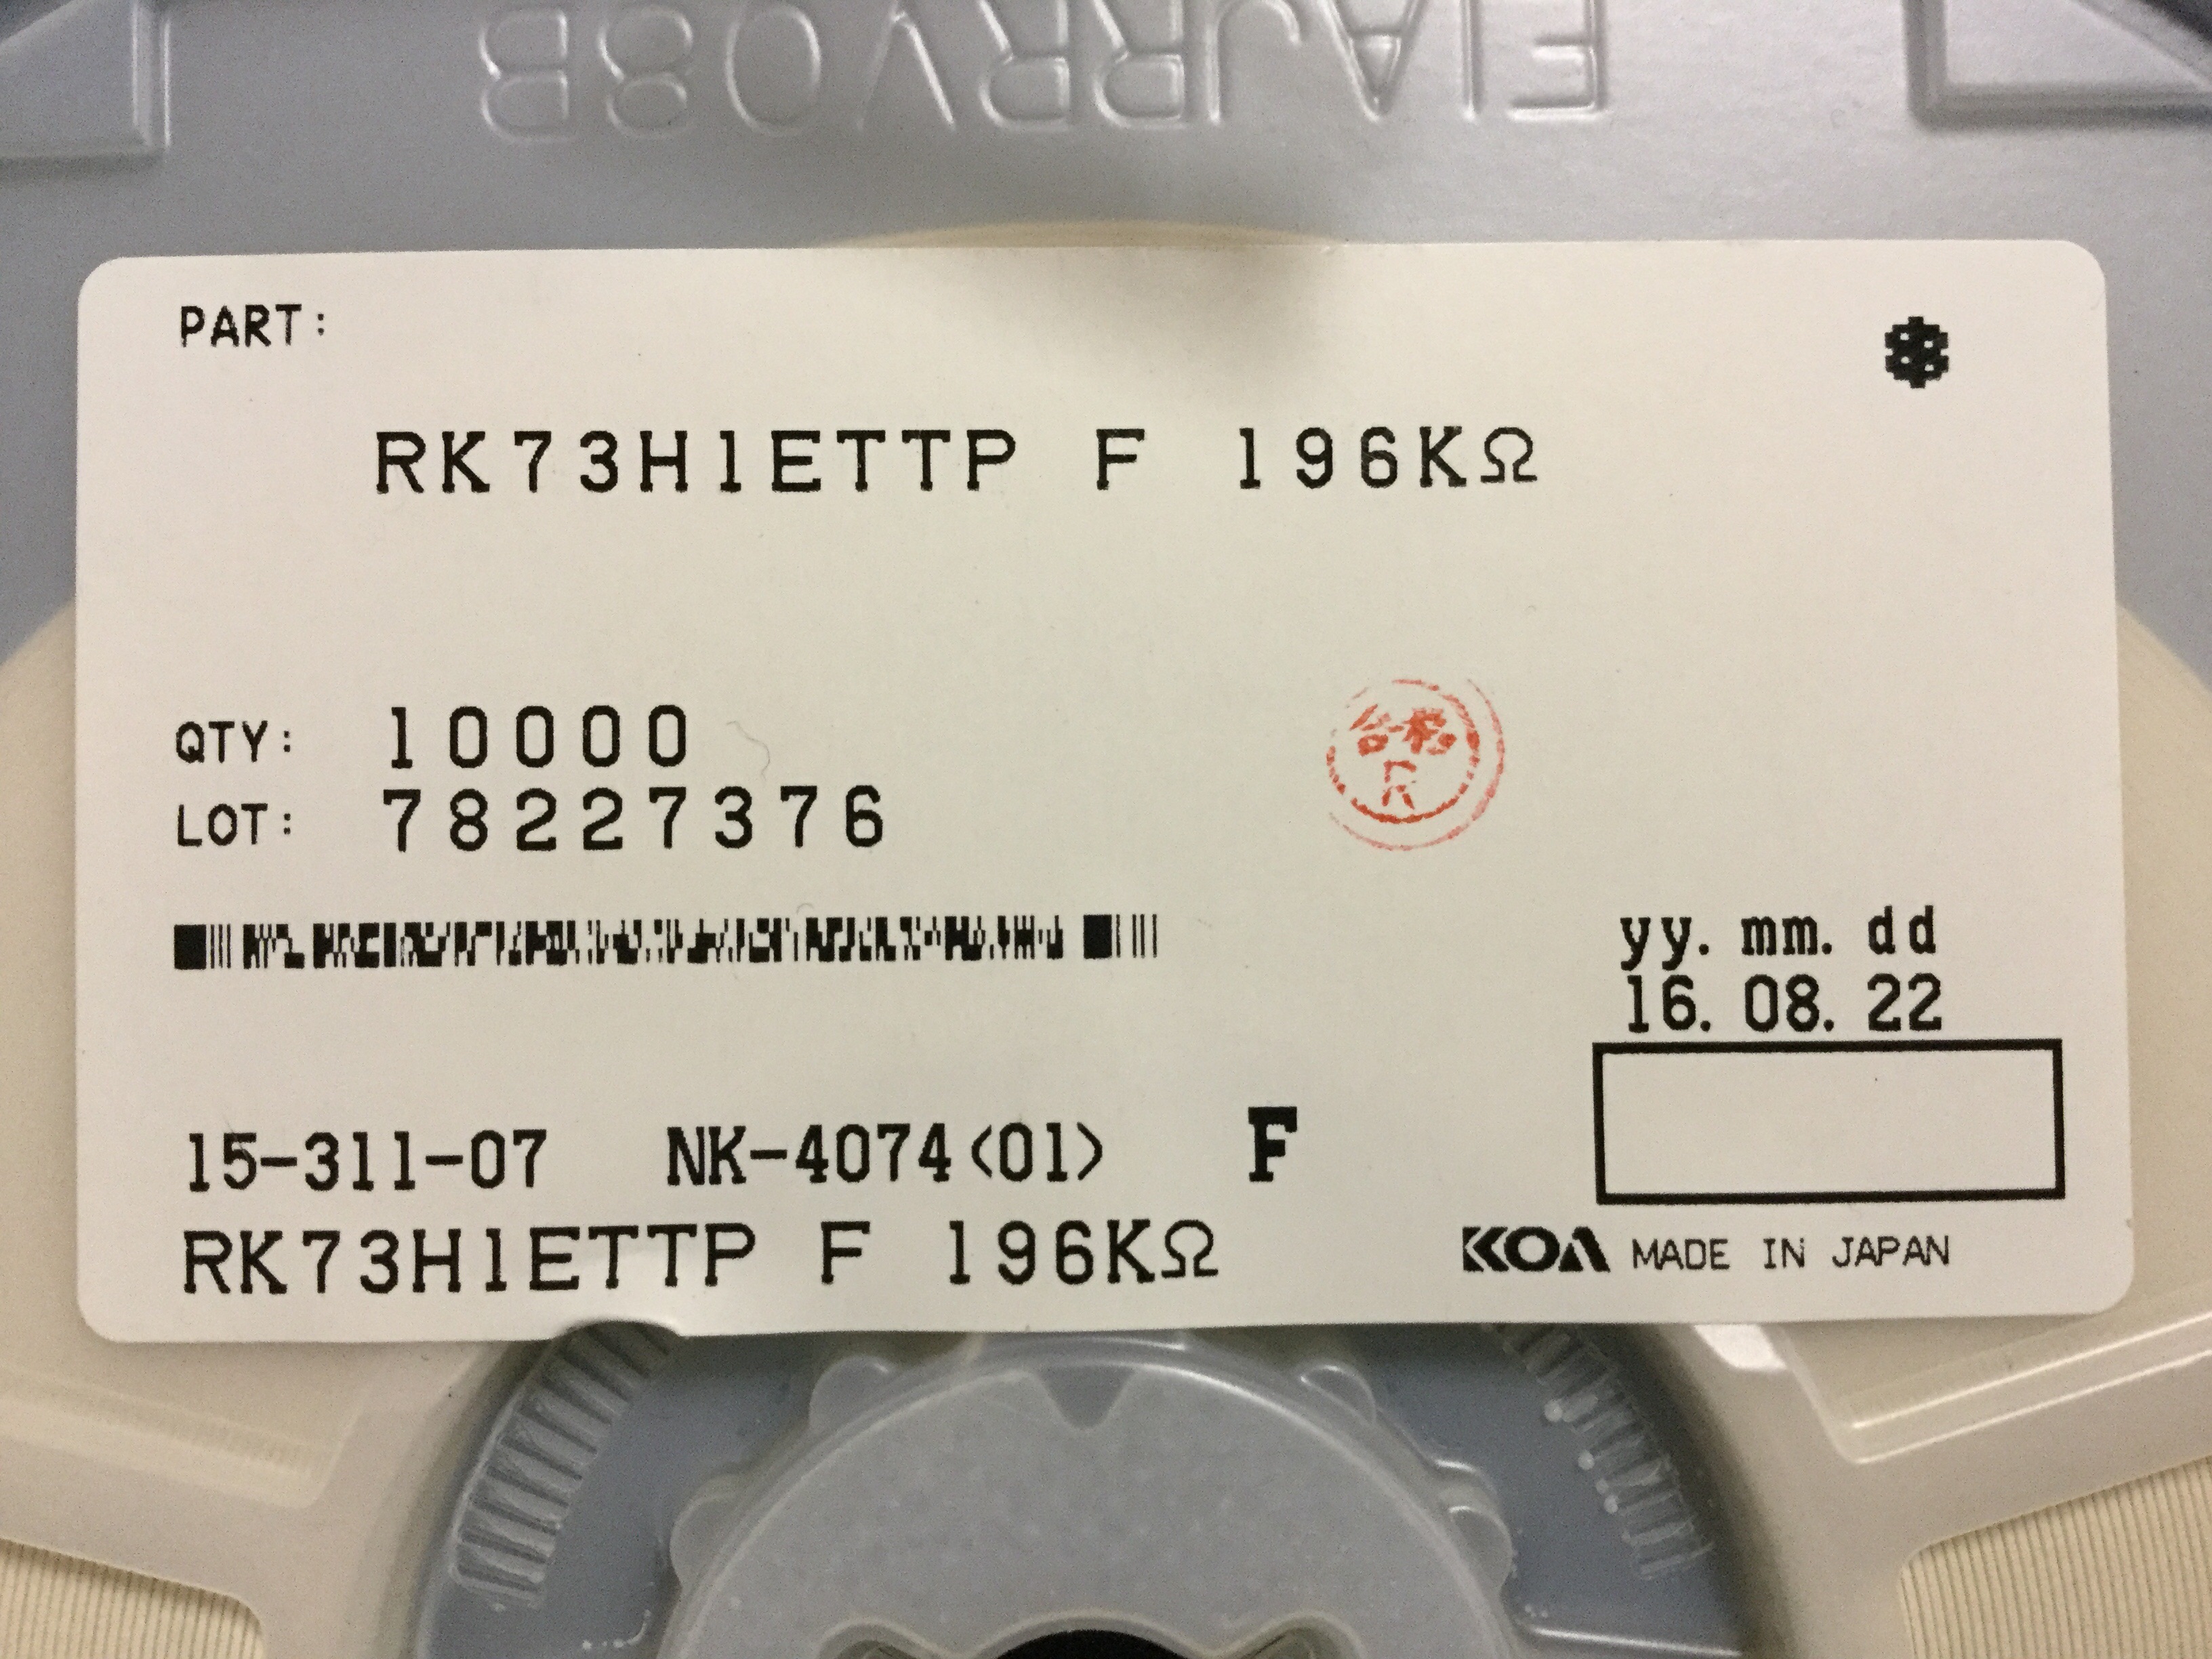 EIAJRRV08B
PART:
RK73H1ETTP F 196KΩ
QTY: 10000
LOT: 78227376
yy. mm. dd
16. 08. 22
15-311-07 NK-4074<01> F
RK73H1ETTP F 196KΩ
KOA MADE IN JAPAN